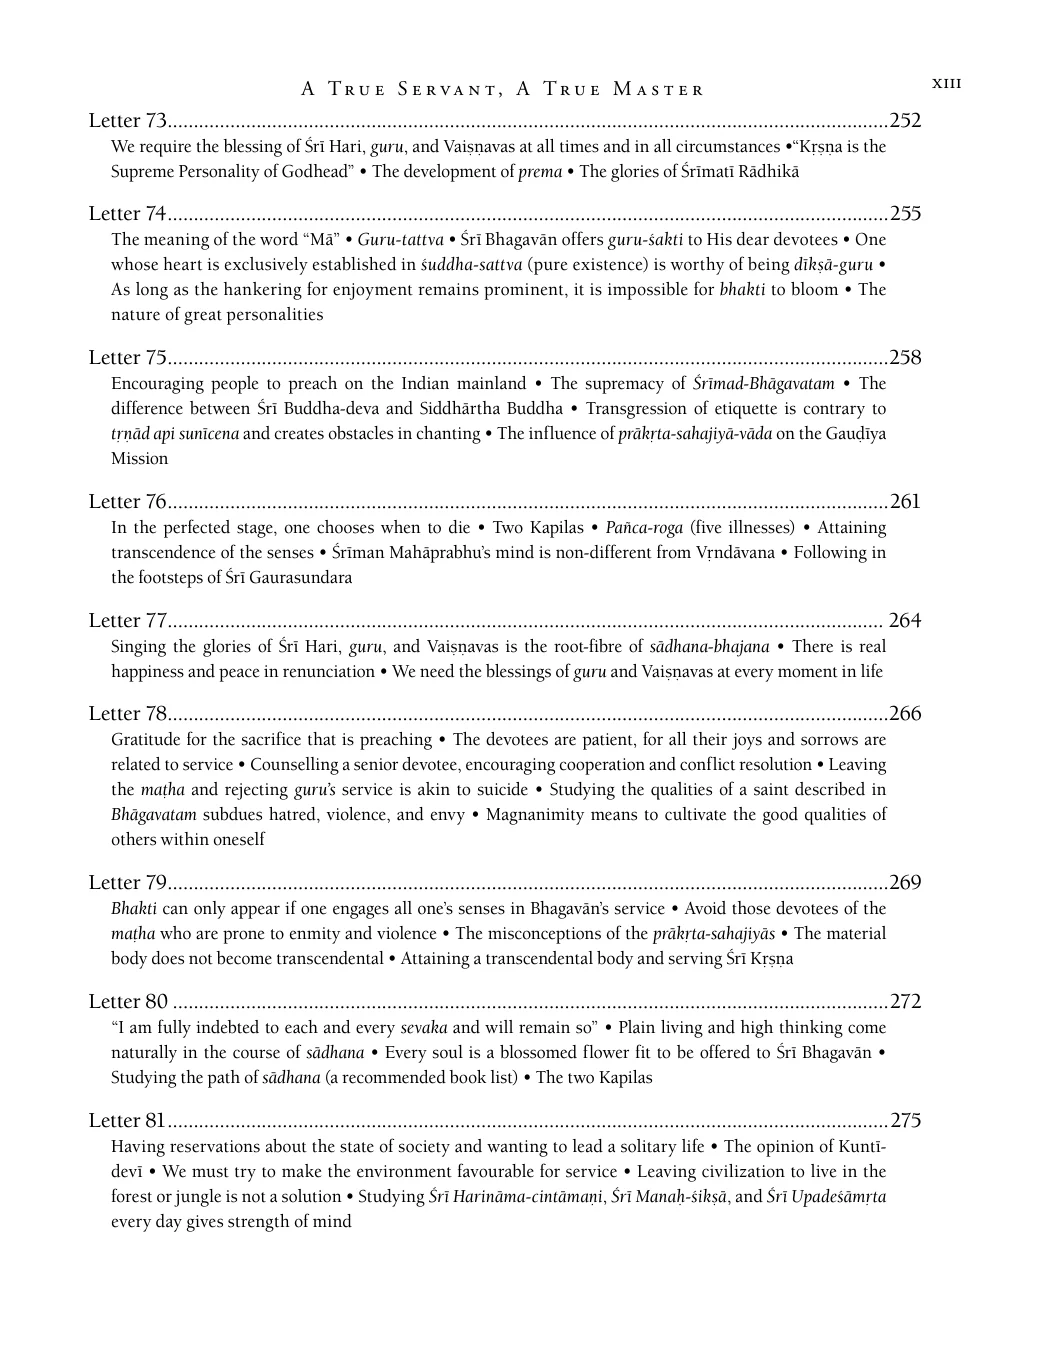 A True Servant, A True Master
xiii
Letter 73..........................................................................................................................................252
We require the blessing of Śrī Hari, guru, and Vaiṣṇavas at all times and in all circumstances •“Kṛṣṇa is the
Supreme Personality of Godhead” • The development of prema • The glories of Śrīmatī Rādhikā
Letter 74..........................................................................................................................................255
The meaning of the word “Mā” • Guru-tattva • Śrī Bhagavān offers guru-śakti to His dear devotees • One
whose heart is exclusively established in śuddha-sattva (pure existence) is worthy of being dīkṣā-guru •
As long as the hankering for enjoyment remains prominent, it is impossible for bhakti to bloom • The
nature of great personalities
Letter 75..........................................................................................................................................258
Encouraging people to preach on the Indian mainland • The supremacy of Śrīmad-Bhāgavatam • The
difference between Śrī Buddha-deva and Siddhārtha Buddha • Transgression of etiquette is contrary to
tṛṇād api sunīcena and creates obstacles in chanting • The influence of prākṛta-sahajiyā-vāda on the Gauḍīya
Mission
Letter 76..........................................................................................................................................261
In the perfected stage, one chooses when to die • Two Kapilas • Pañca-roga (five illnesses) • Attaining
transcendence of the senses • Śrīman Mahāprabhu’s mind is non-different from Vṛndāvana • Following in
the footsteps of Śrī Gaurasundara
Letter 77......................................................................................................................................... 264
Singing the glories of Śrī Hari, guru, and Vaiṣṇavas is the root-fibre of sādhana-bhajana • There is real
happiness and peace in renunciation • We need the blessings of guru and Vaiṣṇavas at every moment in life
Letter 78..........................................................................................................................................266
Gratitude for the sacrifice that is preaching • The devotees are patient, for all their joys and sorrows are
related to service • Counselling a senior devotee, encouraging cooperation and conflict resolution • Leaving
the maṭha and rejecting guru’s service is akin to suicide • Studying the qualities of a saint described in
Bhāgavatam subdues hatred, violence, and envy • Magnanimity means to cultivate the good qualities of
others within oneself
Letter 79..........................................................................................................................................269
Bhakti can only appear if one engages all one’s senses in Bhagavān’s service • Avoid those devotees of the
maṭha who are prone to enmity and violence • The misconceptions of the prākṛta-sahajiyās • The material
body does not become transcendental • Attaining a transcendental body and serving Śrī Kṛṣṇa
Letter 80 .........................................................................................................................................272
“I am fully indebted to each and every sevaka and will remain so” • Plain living and high thinking come
naturally in the course of sādhana • Every soul is a blossomed flower fit to be offered to Śrī Bhagavān •
Studying the path of sādhana (a recommended book list) • The two Kapilas
Letter 81..........................................................................................................................................275
Having reservations about the state of society and wanting to lead a solitary life • The opinion of Kuntī-
devī • We must try to make the environment favourable for service • Leaving civilization to live in the
forest or jungle is not a solution • Studying Śrī Harināma-cintāmaṇi, Śrī Manaḥ-śikṣā, and Śrī Upadeśāmṛta
every day gives strength of mind